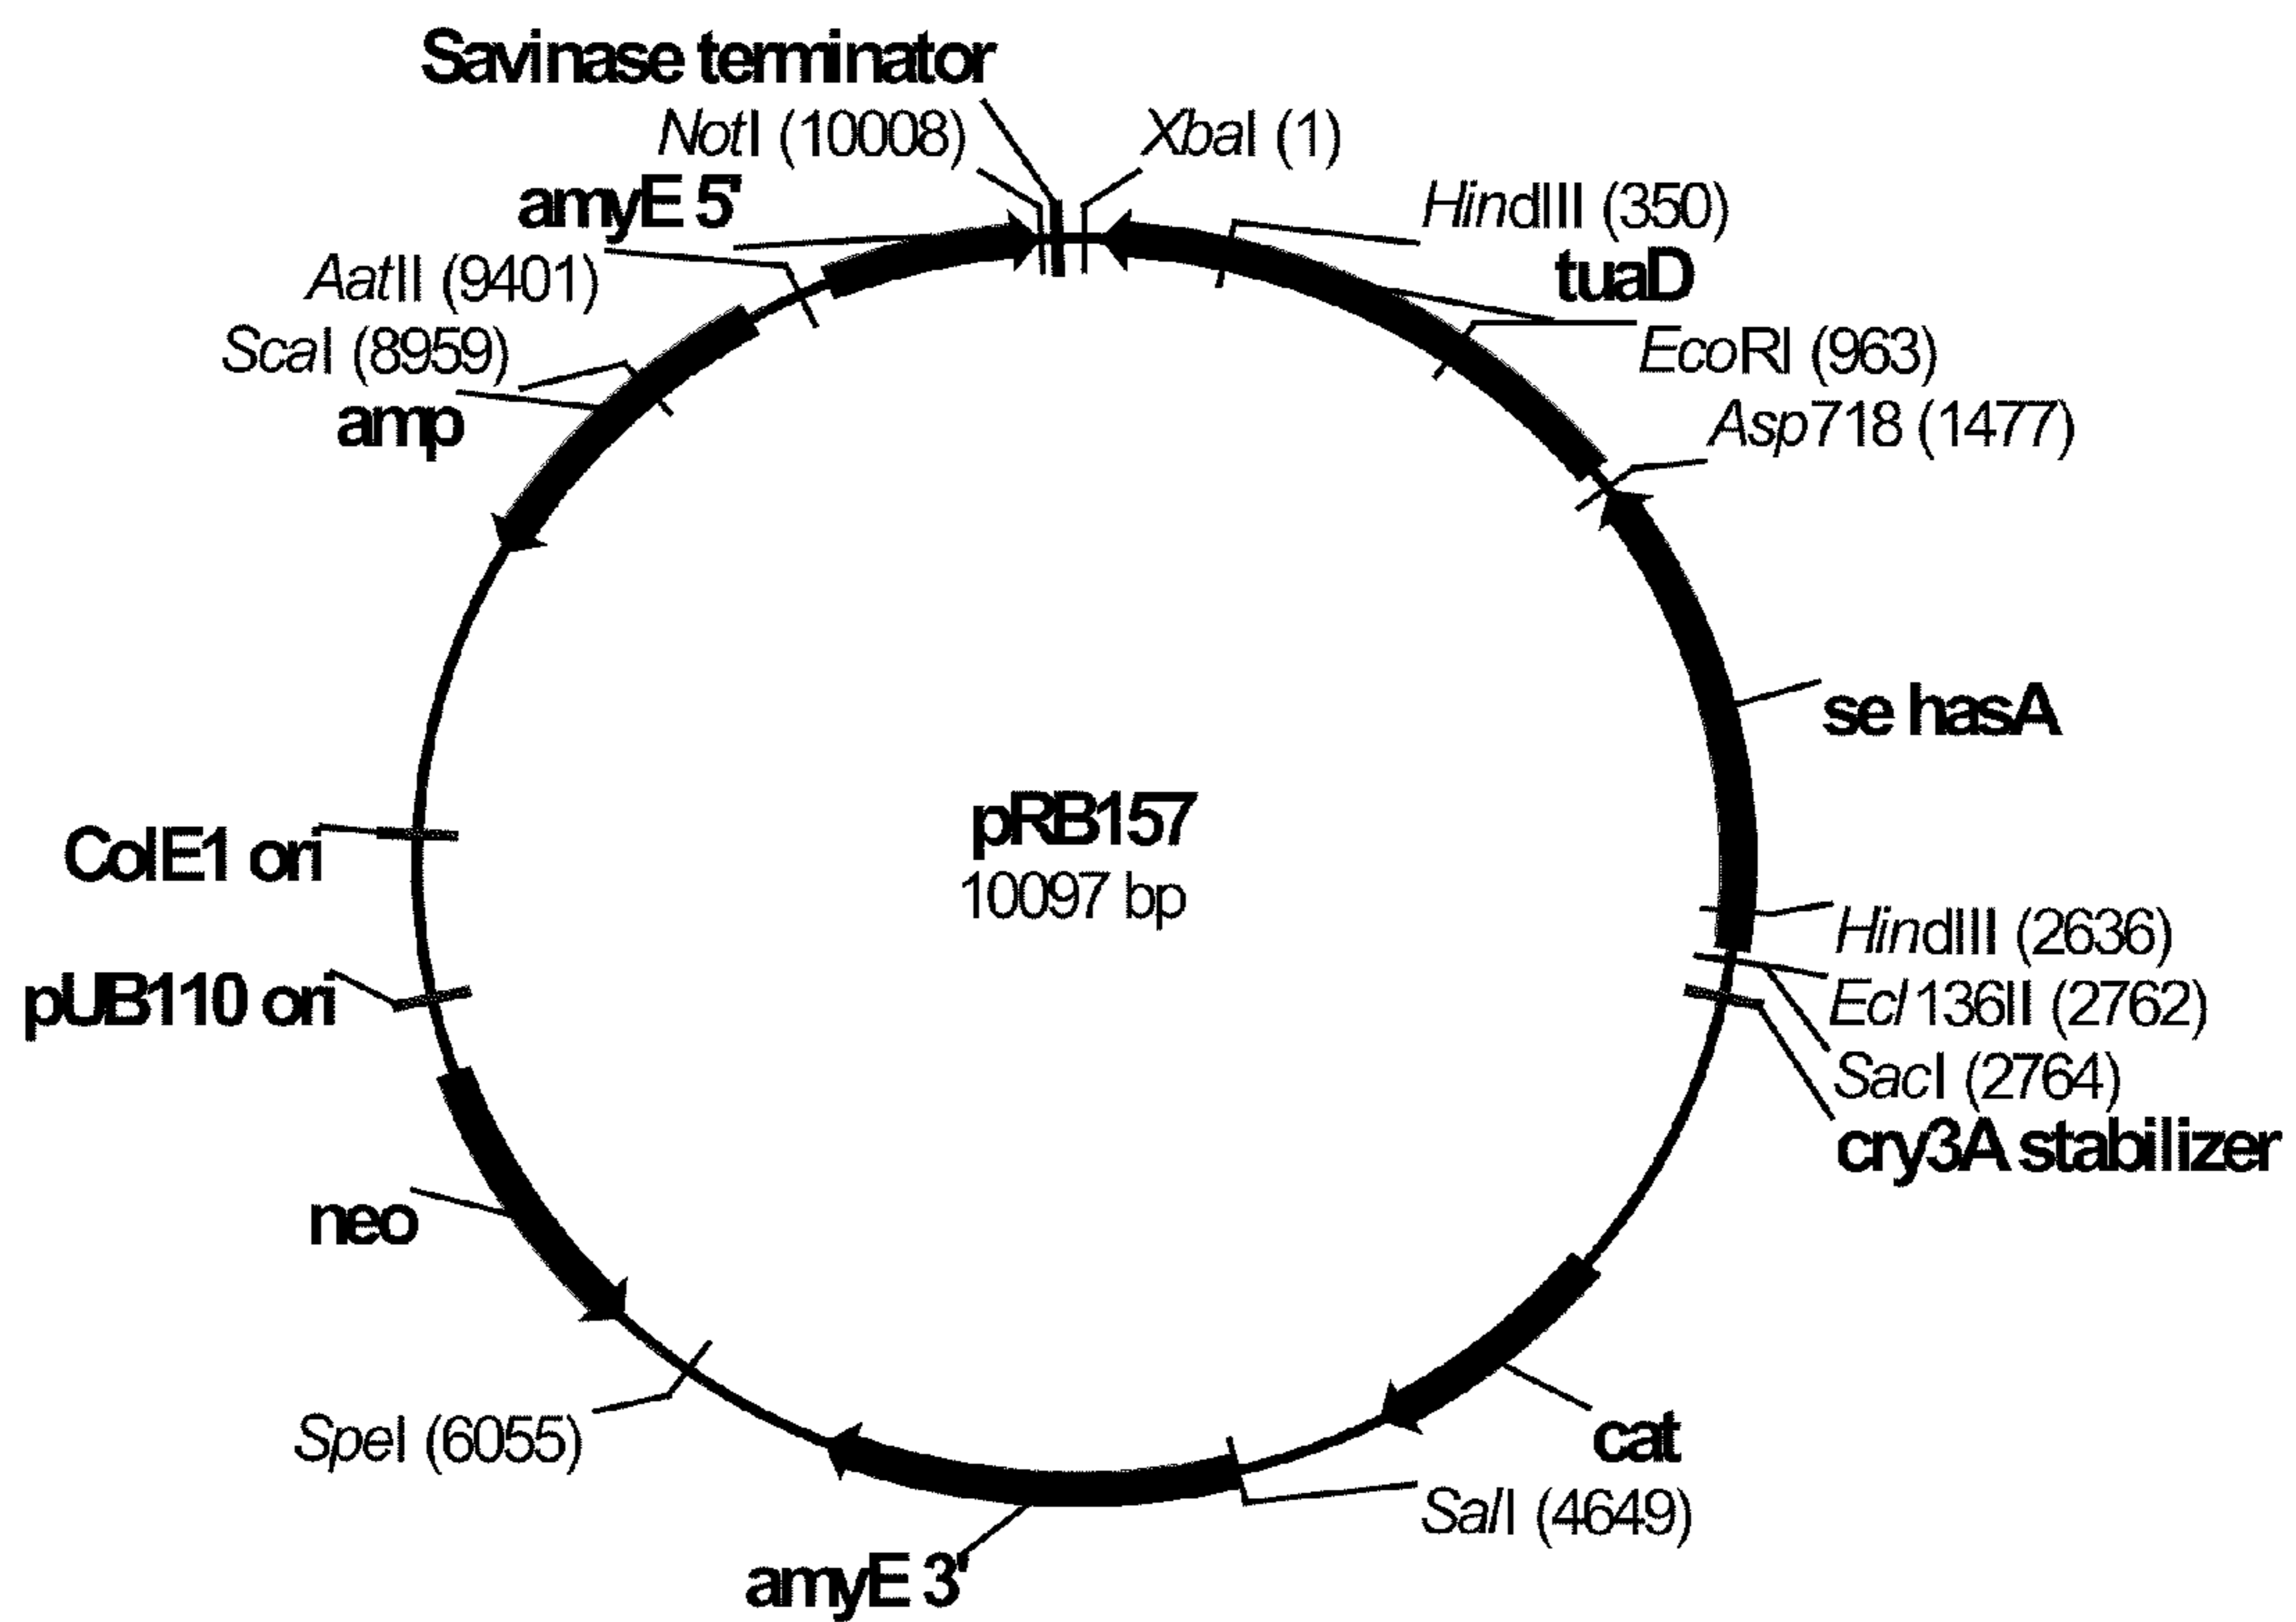 Savinase terminator
NotI (10008)
XbaI (1)
amyE 5'
HindIII (350)
tuaD
AatII (9401)
ScaI (8959)
EcoRI (963)
amp
Asp718 (1477)
se hasA
pRB157
10097 bp
ColE1 ori
HindIII (2636)
pUB110 ori
Ecl136II (2762)
SacI (2764)
cry3A stabilizer
neo
SpeI (6055)
cat
SalI (4649)
amyE 3'